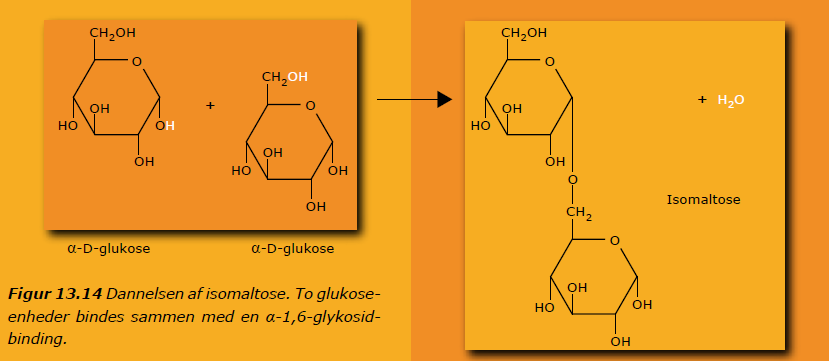 CH2OH
O
OH
HO
OH
OH
+
CH2OH
O
OH
HO
OH
OH
α-D-glukose
α-D-glukose
CH2OH
O
OH
HO
OH
+ H2O
O
Isomaltose
CH2
O
OH
HO
OH
OH
Figur 13.14 Dannelsen af isomaltose. To glukose-
enheder bindes sammen med en α-1,6-glykosid-
binding.